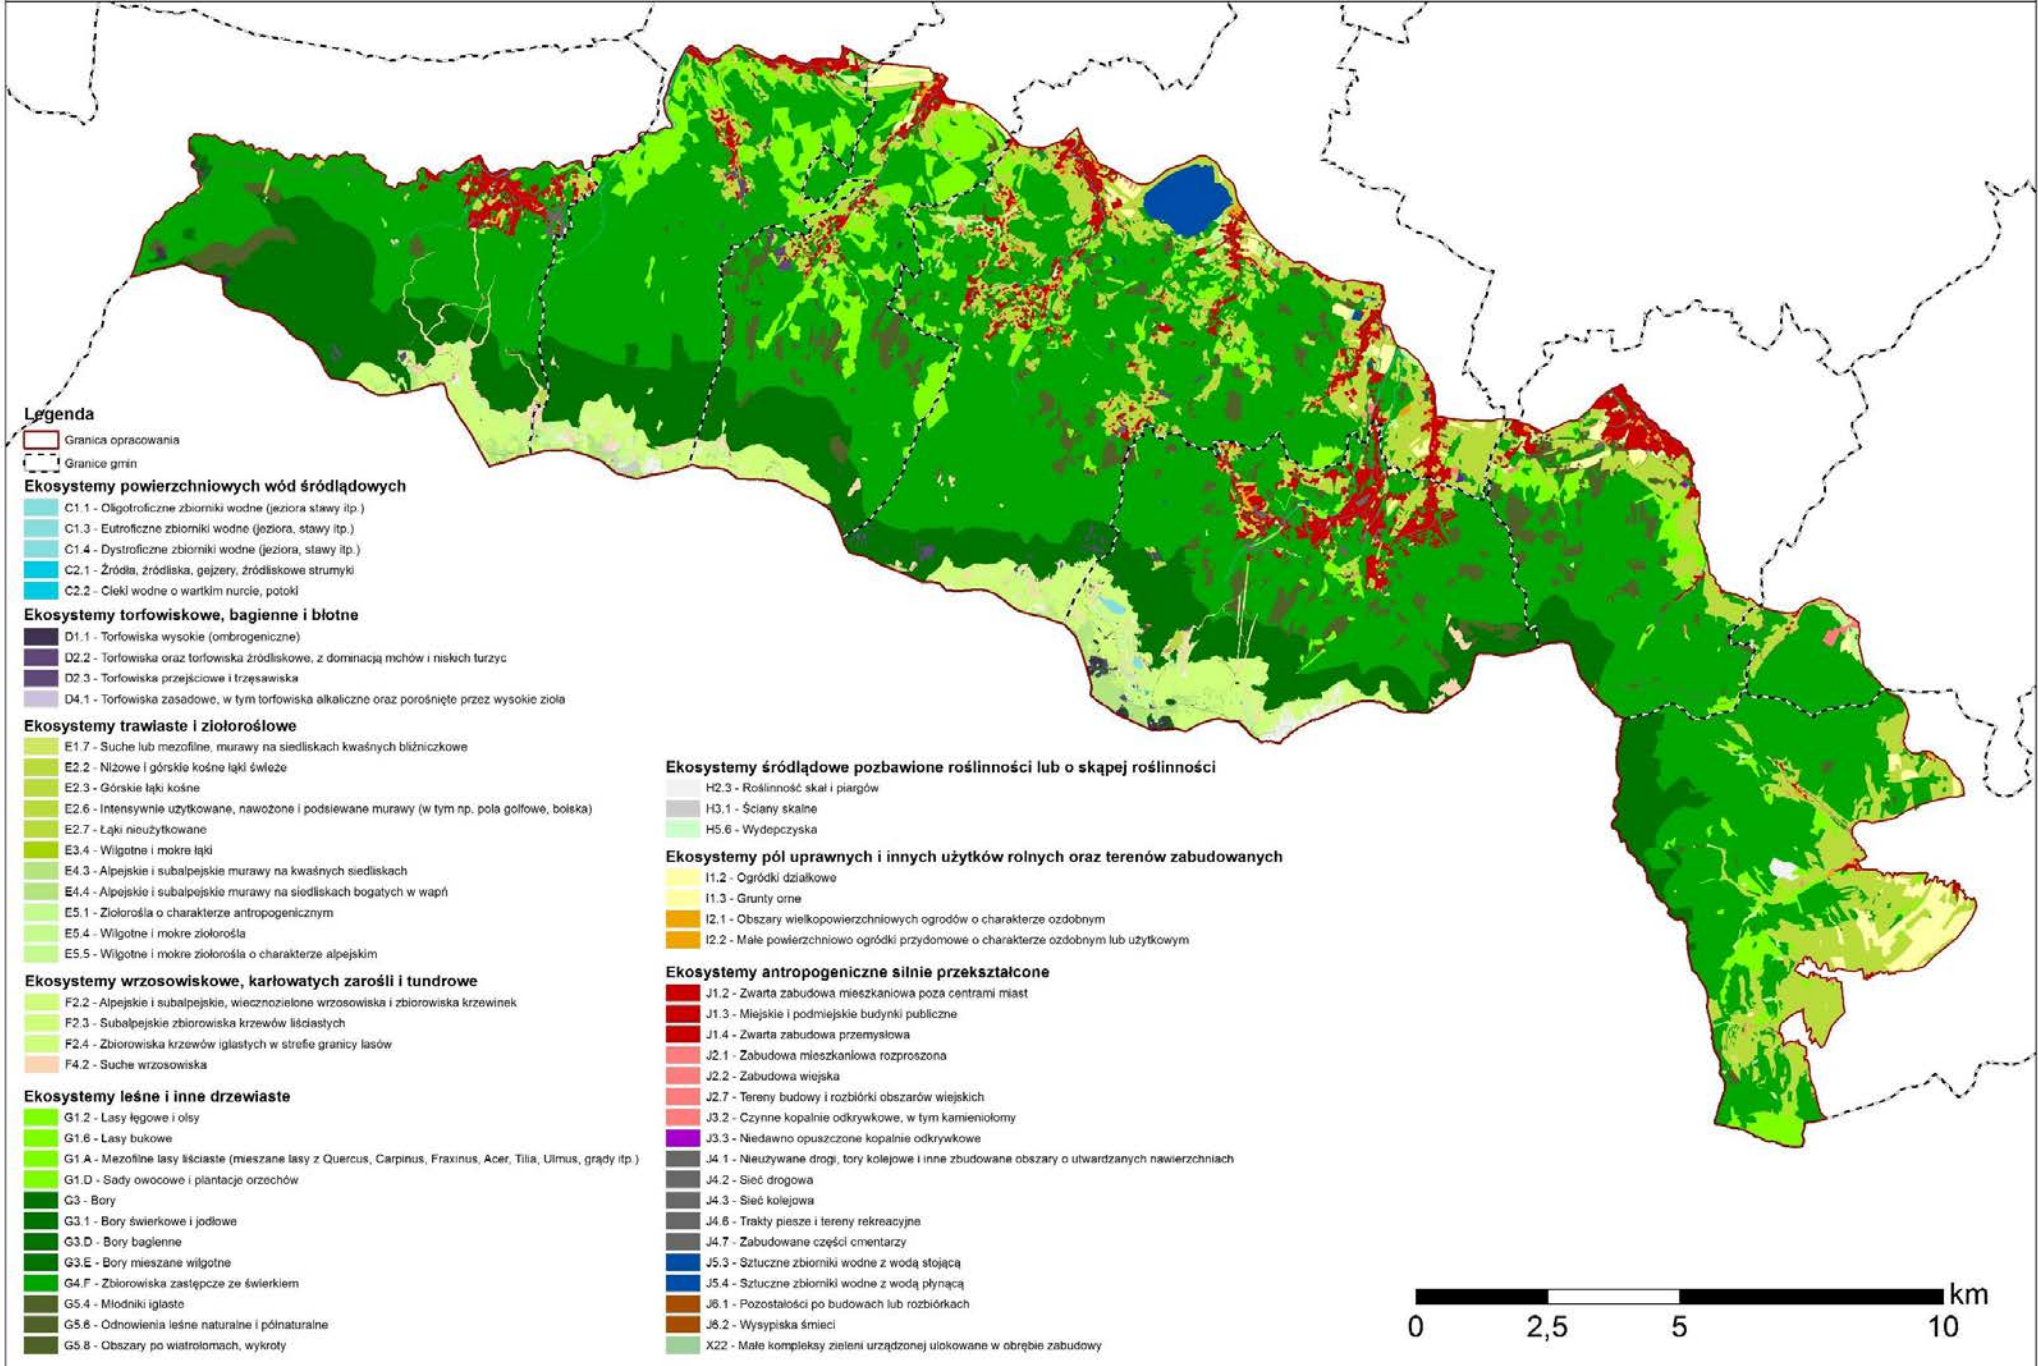 Legenda
Granica opracowania
Granice gmin
Ekosystemy powierzchniowych wód śródlądowych
C1.1 - Oligotroficzne zbiorniki wodne (jeziora stawy itp.)
C1.3 - Eutroficzne zbiorniki wodne (jeziora, stawy itp.)
C1.4 - Dystroficzne zbiorniki wodne (jeziora, stawy itp.)
C2.1 - Źródła, źródliska, gejzery, źródliskowe strumyki
C2.2 - Cieki wodne o wartkim nurcie, potoki
Ekosystemy torfowiskowe, bagienne i błotne
D1.1 - Torfowiska wysokie (ombrogeniczne)
D2.2 - Torfowiska oraz torfowiska źródliskowe, z dominacją mchów i niskich turzyc
D2.3 - Torfowiska przejściowe i trzęsawiska
D4.1 - Torfowiska zasadowe, w tym torfowiska alkaliczne oraz porośnięte przez wysokie zioła
Ekosystemy trawiaste i ziołoroślowe
E1.7 - Suche lub mezofilne, murawy na siedliskach kwaśnych bliźniczkowe
E2.2 - Niżowe i górskie kośne łąki świeże
E2.3 - Górskie łąki kośne
E2.6 - Intensywnie użytkowane, nawożone i podsiewane murawy (w tym np. pola golfowe, boiska)
E2.7 - Łąki nieużytkowane
E3.4 - Wilgotne i mokre łąki
E4.3 - Alpejskie i subalpejskie murawy na kwaśnych siedliskach
E4.4 - Alpejskie i subalpejskie murawy na siedliskach bogatych w wapń
E5.1 - Ziołorośla o charakterze antropogenicznym
E5.4 - Wilgotne i mokre ziołorośla
E5.5 - Wilgotne i mokre ziołorośla o charakterze alpejskim
Ekosystemy wrzosowiskowe, karłowatych zarośli i tundrowe
F2.2 - Alpejskie i subalpejskie, wiecznozielone wrzosowiska i zbiorowiska krzewinek
F2.3 - Subalpejskie zbiorowiska krzewów liściastych
F2.4 - Zbiorowiska krzewów iglastych w strefie granicy lasów
F4.2 - Suche wrzosowiska
Ekosystemy leśne i inne drzewiaste
G1.2 - Lasy łęgowe i olsy
G1.6 - Lasy bukowe
G1.A - Mezofilne lasy liściaste (mieszane lasy z Quercus, Carpinus, Fraxinus, Acer, Tilia, Ulmus, grądy itp.)
G1.D - Sady owocowe i plantacje orzechów
G3 - Bory
G3.1 - Bory świerkowe i jodłowe
G3.D - Bory bagienne
G3.E - Bory mieszane wilgotne
G4.F - Zbiorowiska zastępcze ze świerkiem
G5.4 - Młodniki iglaste
G5.6 - Odnowienia leśne naturalne i półnaturalne
G5.8 - Obszary po wiatrołomach, wykroty
Ekosystemy śródlądowe pozbawione roślinności lub o skąpej roślinności
H2.3 - Roślinność skał i piargów
H3.1 - Ściany skalne
H5.6 - Wydepczyska
Ekosystemy pól uprawnych i innych użytków rolnych oraz terenów zabudowanych
I1.2 - Ogródki działkowe
I1.3 - Grunty orne
I2.1 - Obszary wielkopowierzchniowych ogrodów o charakterze ozdobnym
I2.2 - Małe powierzchniowo ogródki przydomowe o charakterze ozdobnym lub użytkowym
Ekosystemy antropogeniczne silnie przekształcone
J1.2 - Zwarta zabudowa mieszkaniowa poza centrami miast
J1.3 - Miejskie i podmiejskie budynki publiczne
J1.4 - Zwarta zabudowa przemysłowa
J2.1 - Zabudowa mieszkaniowa rozproszona
J2.2 - Zabudowa wiejska
J2.7 - Tereny budowy i rozbiórki obszarów wiejskich
J3.2 - Czynne kopalnie odkrywkowe, w tym kamieniołomy
J3.3 - Niedawno opuszczone kopalnie odkrywkowe
J4.1 - Nieużywane drogi, tory kolejowe i inne zbudowane obszary o utwardzanych nawierzchniach
J4.2 - Sieć drogowa
J4.3 - Sieć kolejowa
J4.6 - Trakty piesze i tereny rekreacyjne
J4.7 - Zabudowane części cmentarzy
J5.3 - Sztuczne zbiorniki wodne z wodą stojącą
J5.4 - Sztuczne zbiorniki wodne z wodą płynącą
J6.1 - Pozostałości po budowach lub rozbiórkach
J6.2 - Wysypiska śmieci
X22 - Małe kompleksy zieleni urządzonej ulokowane w obrębie zabudowy
km
0 2,5 5 10